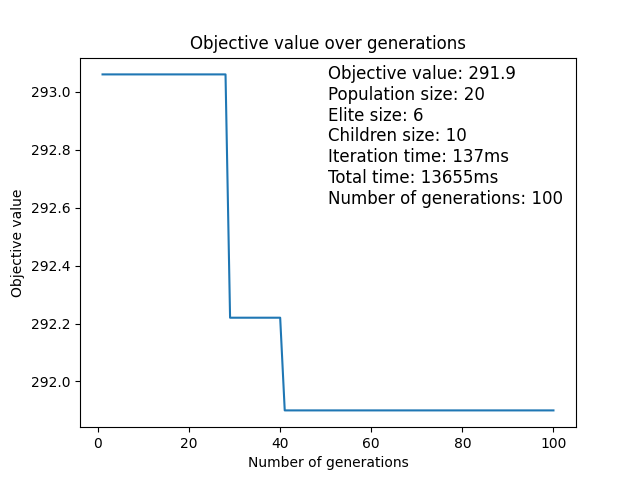 Objective value over generations
Objective value: 291.9
Population size: 20
Elite size: 6
Children size: 10
Iteration time: 137ms
Total time: 13655ms
Number of generations: 100
Objective value
293.0
292.8
292.6
292.4
292.2
292.0
0 20 40 60 80 100
Number of generations